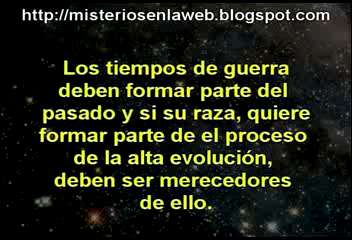 http://misteriosenlaweb.blogspot.com
Los tiempos de guerra
deben formar parte del
pasado y si su raza, quiere
formar parte de el proceso
de la alta evolución,
deben ser merecedores
de ello.